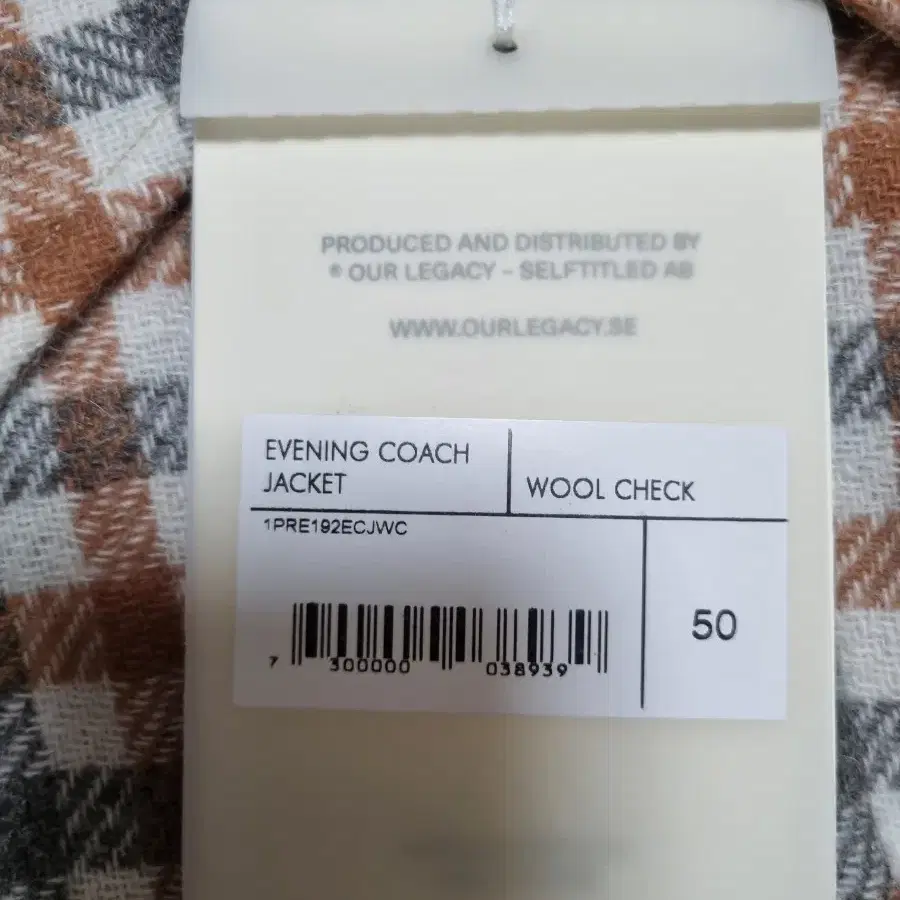 PRODUCED AND DISTRIBUTED BY
® OUR LEGACY – SELFTITLED AB
WWW.OURLEGACY.SE
EVENING COACH
JACKET
WOOL CHECK
1PRE192ECJWC
50
7 300000 038939